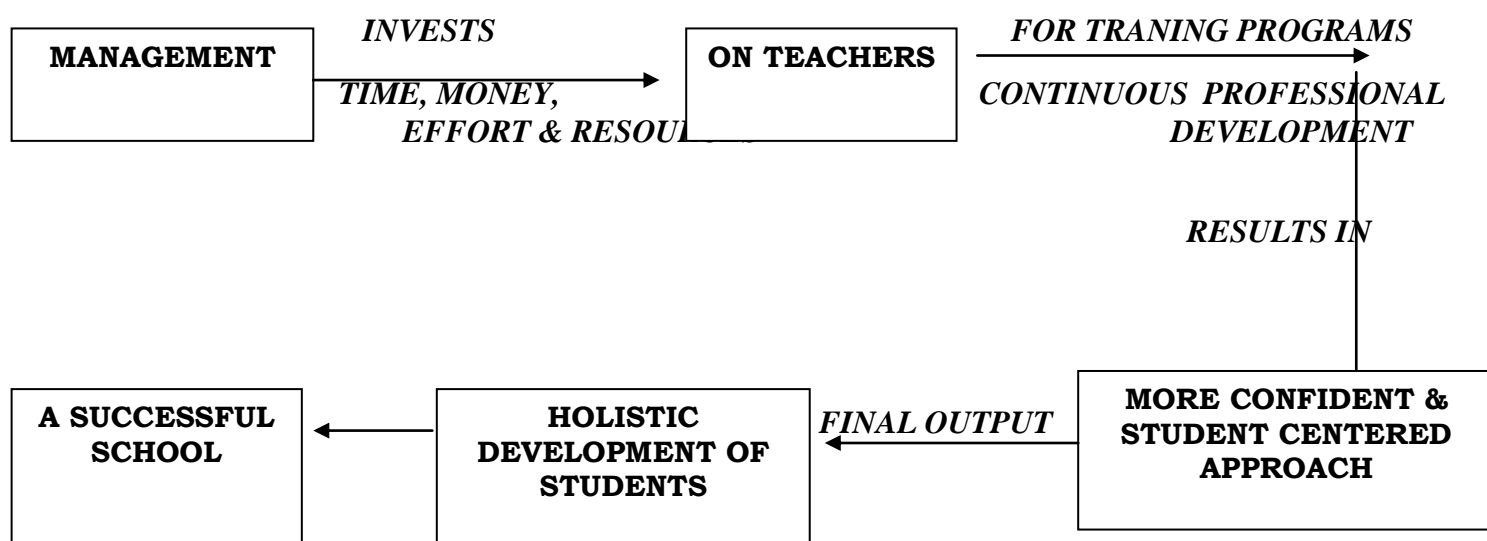 MANAGEMENT
INVESTS
TIME, MONEY,
EFFORT & RESOURCES
ON TEACHERS
FOR TRANING PROGRAMS
CONTINUOUS PROFESSIONAL
DEVELOPMENT
RESULTS IN
MORE CONFIDENT &
STUDENT CENTERED
APPROACH
FINAL OUTPUT
HOLISTIC
DEVELOPMENT OF
STUDENTS
A SUCCESSFUL
SCHOOL